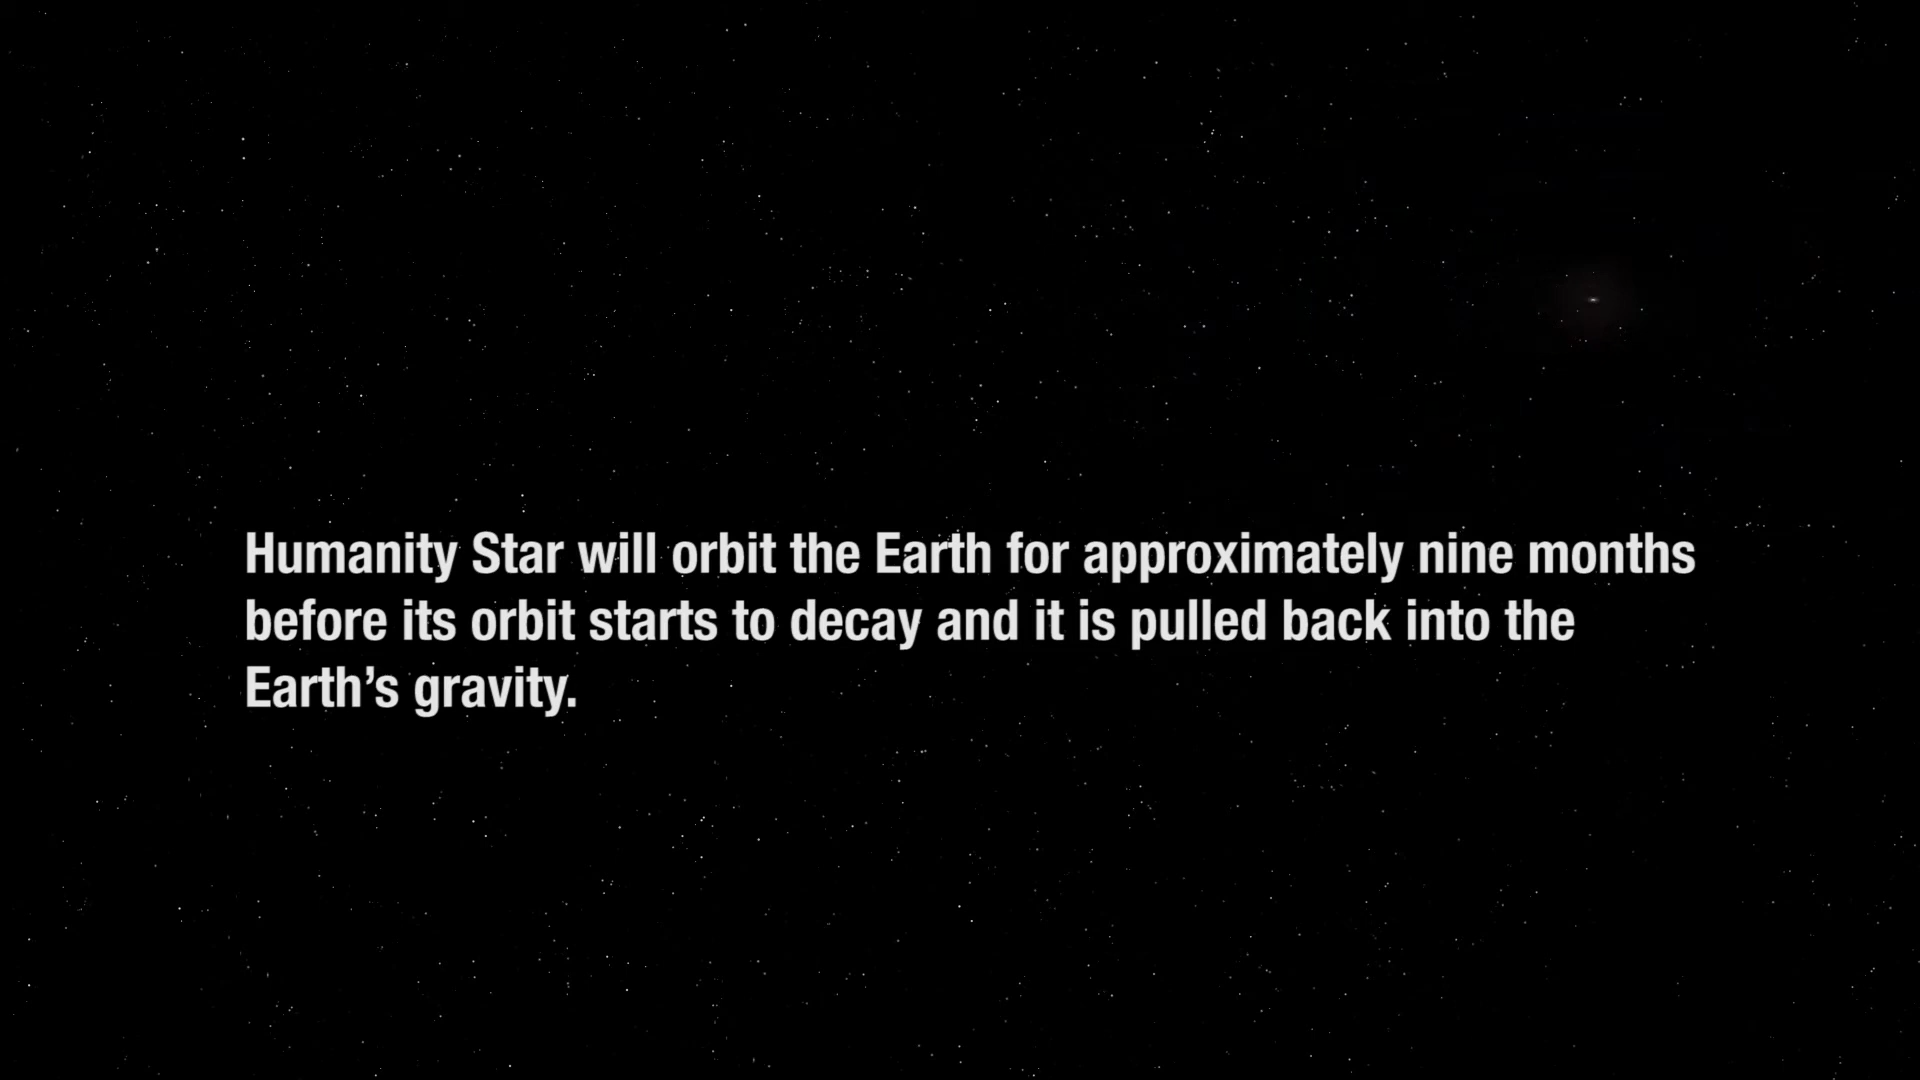 Humanity Star will orbit the Earth for approximately nine months
before its orbit starts to decay and it is pulled back into the
Earth’s gravity.